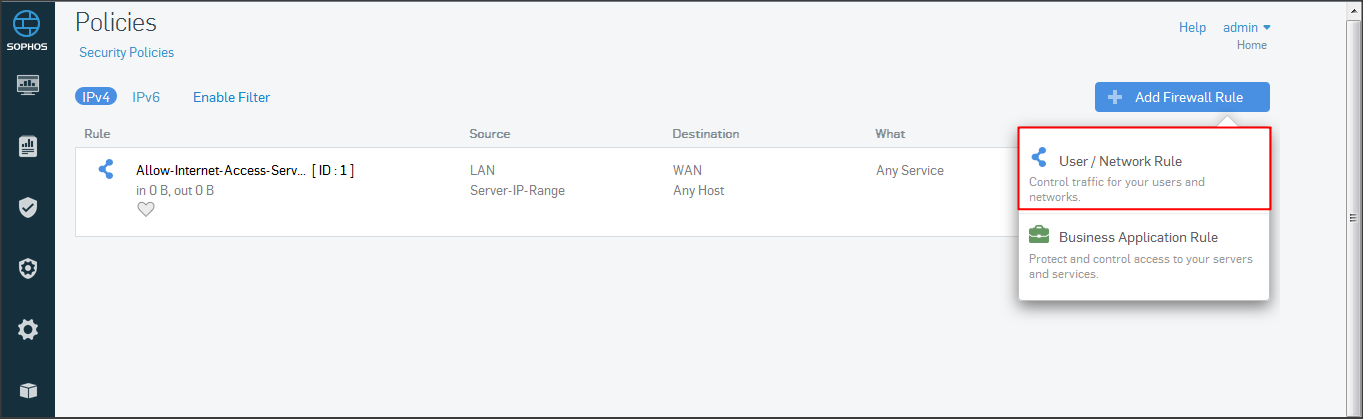 Policies
SOPHOS
Help admin
Home
Security Policies
IPv4 IPv6 Enable Filter
Add Firewall Rule
Rule Source Destination What
Allow-Internet-Access-Serv... [ ID : 1 ] LAN WAN Any Service
in 0 B, out 0 B Server-IP-Range Any Host
User / Network Rule
Control traffic for your users and
networks.
Business Application Rule
Protect and control access to your servers
and services.